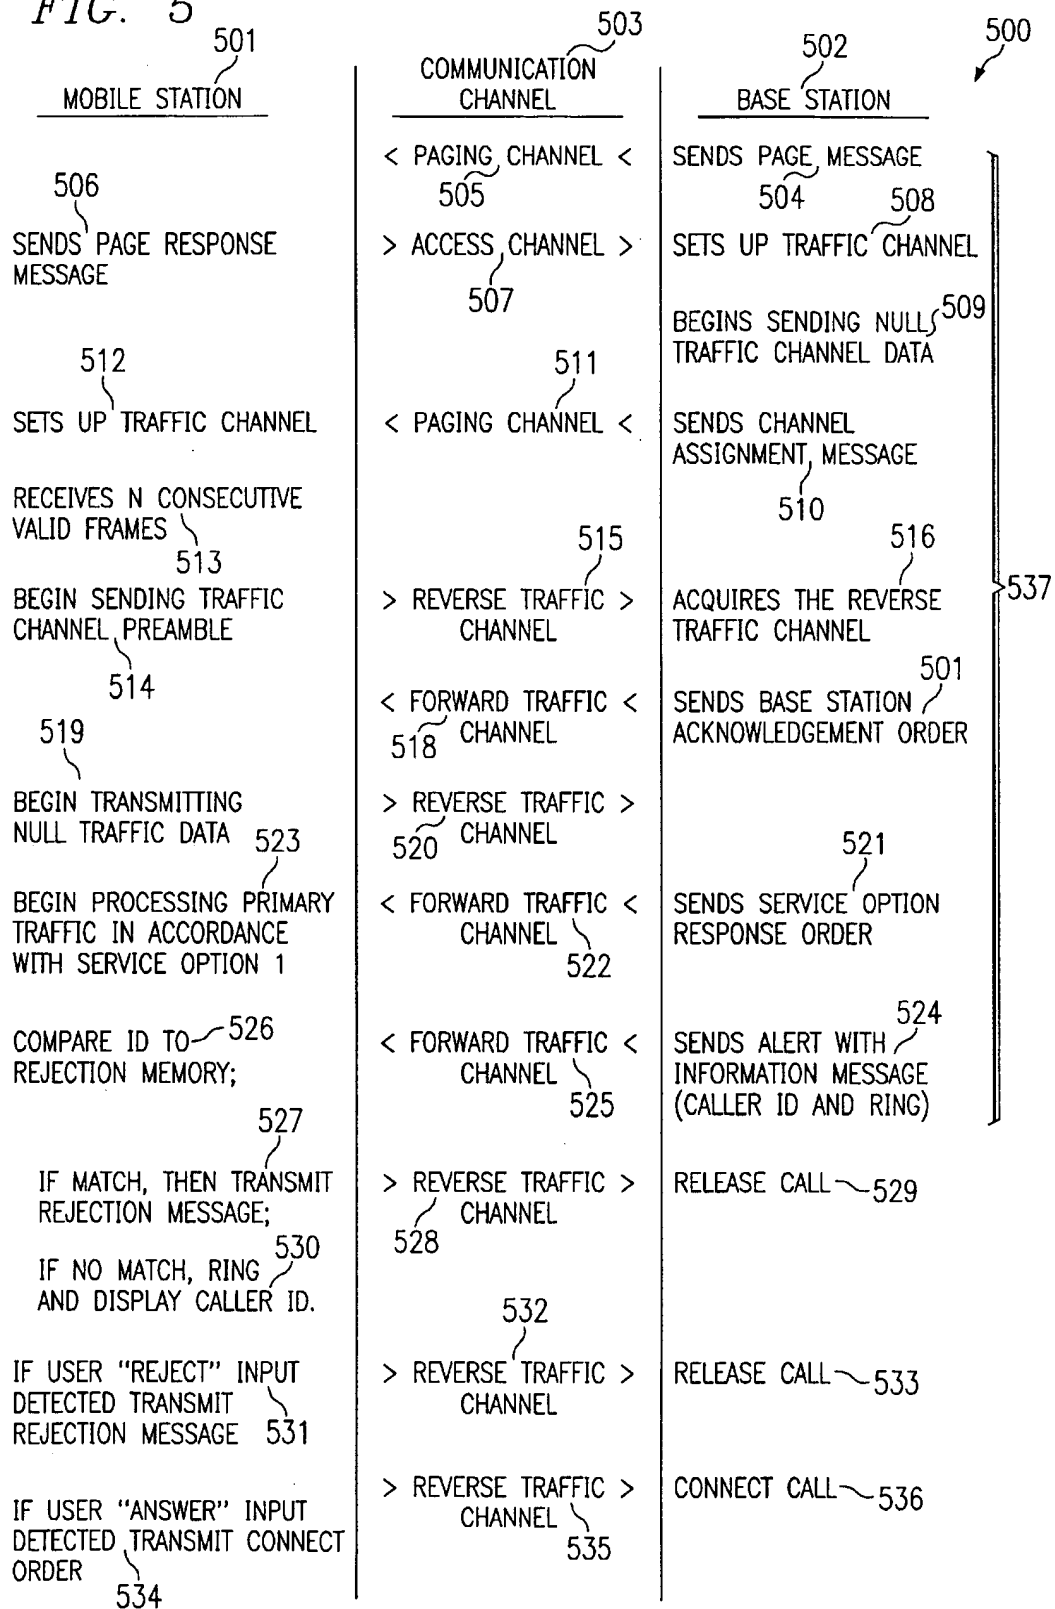 FIG. 5
501
503
502
500
MOBILE STATION
COMMUNICATION
CHANNEL
BASE STATION
< PAGING CHANNEL <
505
SENDS PAGE MESSAGE
504
506
SENDS PAGE RESPONSE
MESSAGE
> ACCESS CHANNEL >
507
508
SETS UP TRAFFIC CHANNEL
BEGINS SENDING NULL
TRAFFIC CHANNEL DATA
509
512
SETS UP TRAFFIC CHANNEL
511
< PAGING CHANNEL <
SENDS CHANNEL
ASSIGNMENT MESSAGE
510
RECEIVES N CONSECUTIVE
VALID FRAMES
513
BEGIN SENDING TRAFFIC
CHANNEL PREAMBLE
514
515
> REVERSE TRAFFIC >
CHANNEL
516
ACQUIRES THE REVERSE
TRAFFIC CHANNEL
537
< FORWARD TRAFFIC <
518 CHANNEL
501
SENDS BASE STATION
ACKNOWLEDGEMENT ORDER
519
BEGIN TRANSMITTING
NULL TRAFFIC DATA
> REVERSE TRAFFIC >
520 CHANNEL
523
BEGIN PROCESSING PRIMARY
TRAFFIC IN ACCORDANCE
WITH SERVICE OPTION 1
< FORWARD TRAFFIC <
CHANNEL
522
521
SENDS SERVICE OPTION
RESPONSE ORDER
COMPARE ID TO 526
REJECTION MEMORY;
< FORWARD TRAFFIC <
CHANNEL
525
524
SENDS ALERT WITH
INFORMATION MESSAGE
(CALLER ID AND RING)
527
IF MATCH, THEN TRANSMIT
REJECTION MESSAGE;
> REVERSE TRAFFIC >
CHANNEL
528
RELEASE CALL 529
530
IF NO MATCH, RING
AND DISPLAY CALLER ID.
IF USER "REJECT" INPUT
DETECTED TRANSMIT
REJECTION MESSAGE 531
532
> REVERSE TRAFFIC >
CHANNEL
RELEASE CALL 533
IF USER "ANSWER" INPUT
DETECTED TRANSMIT CONNECT
ORDER
534
> REVERSE TRAFFIC >
CHANNEL
535
CONNECT CALL 536